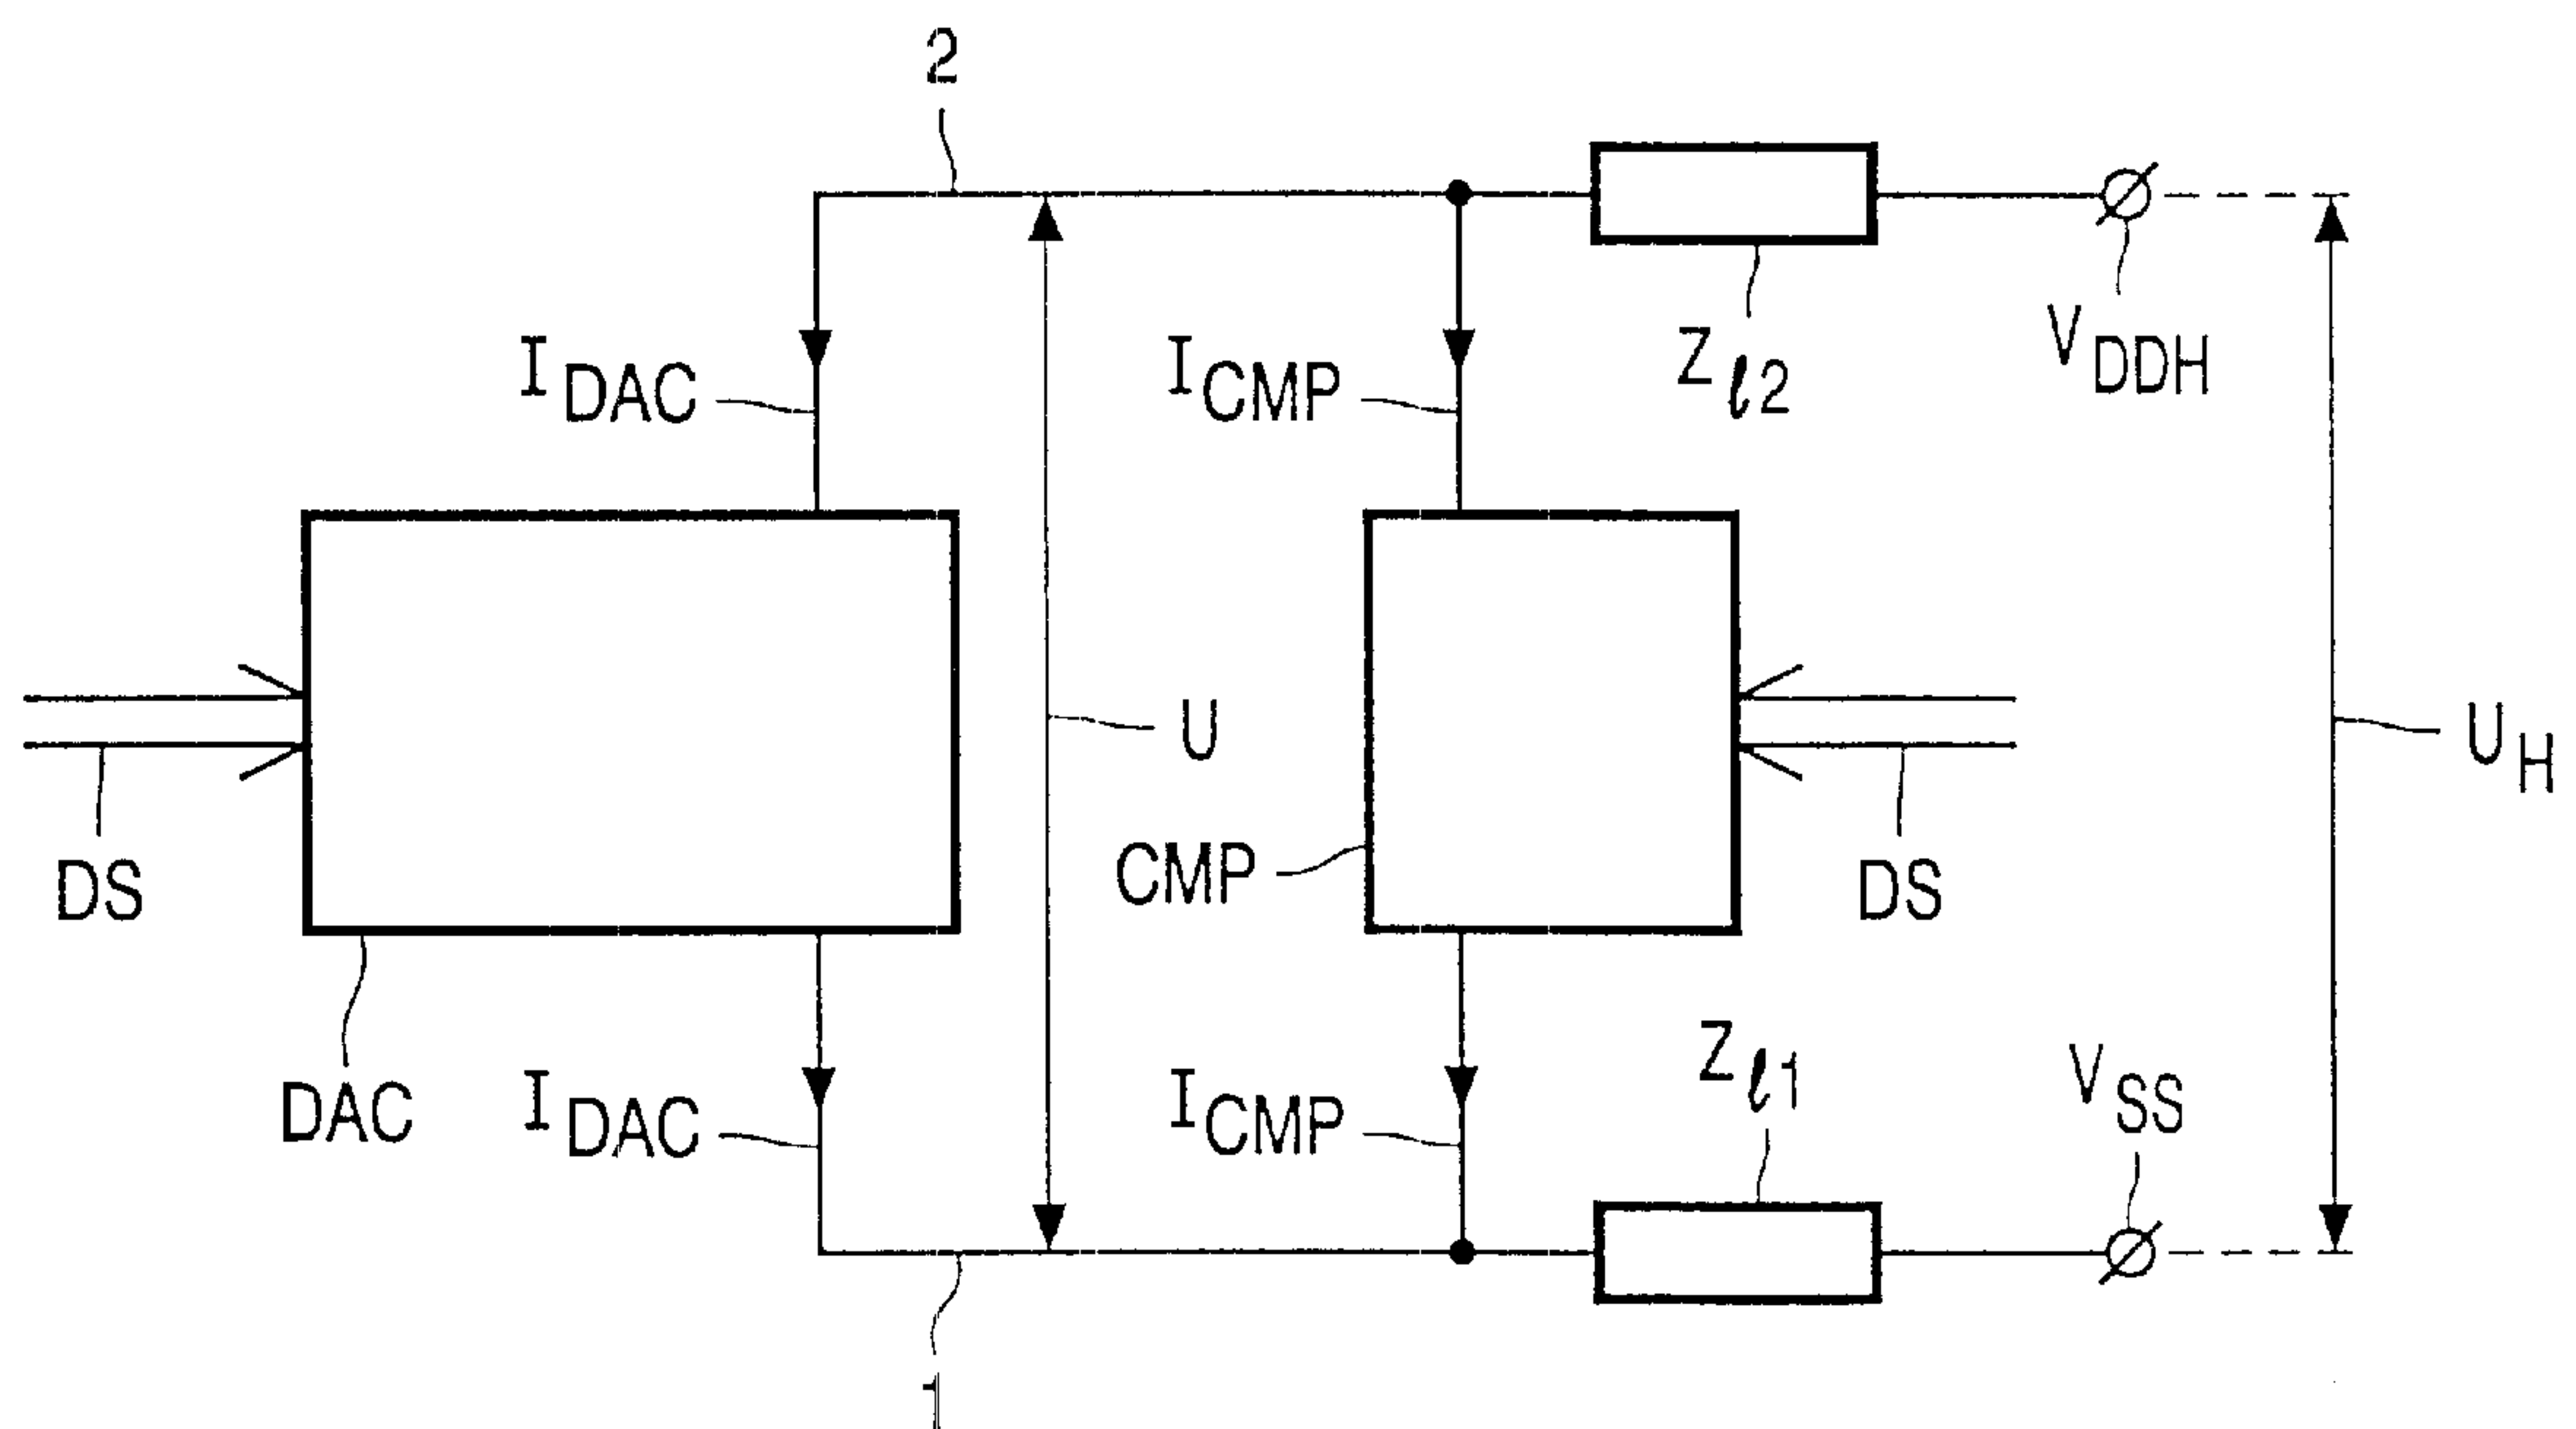 2
I DAC
I CMP
Z ℓ2
V DDH
U
U H
DS
CMP
DS
DAC
I DAC
I CMP
Z ℓ1
V SS
1